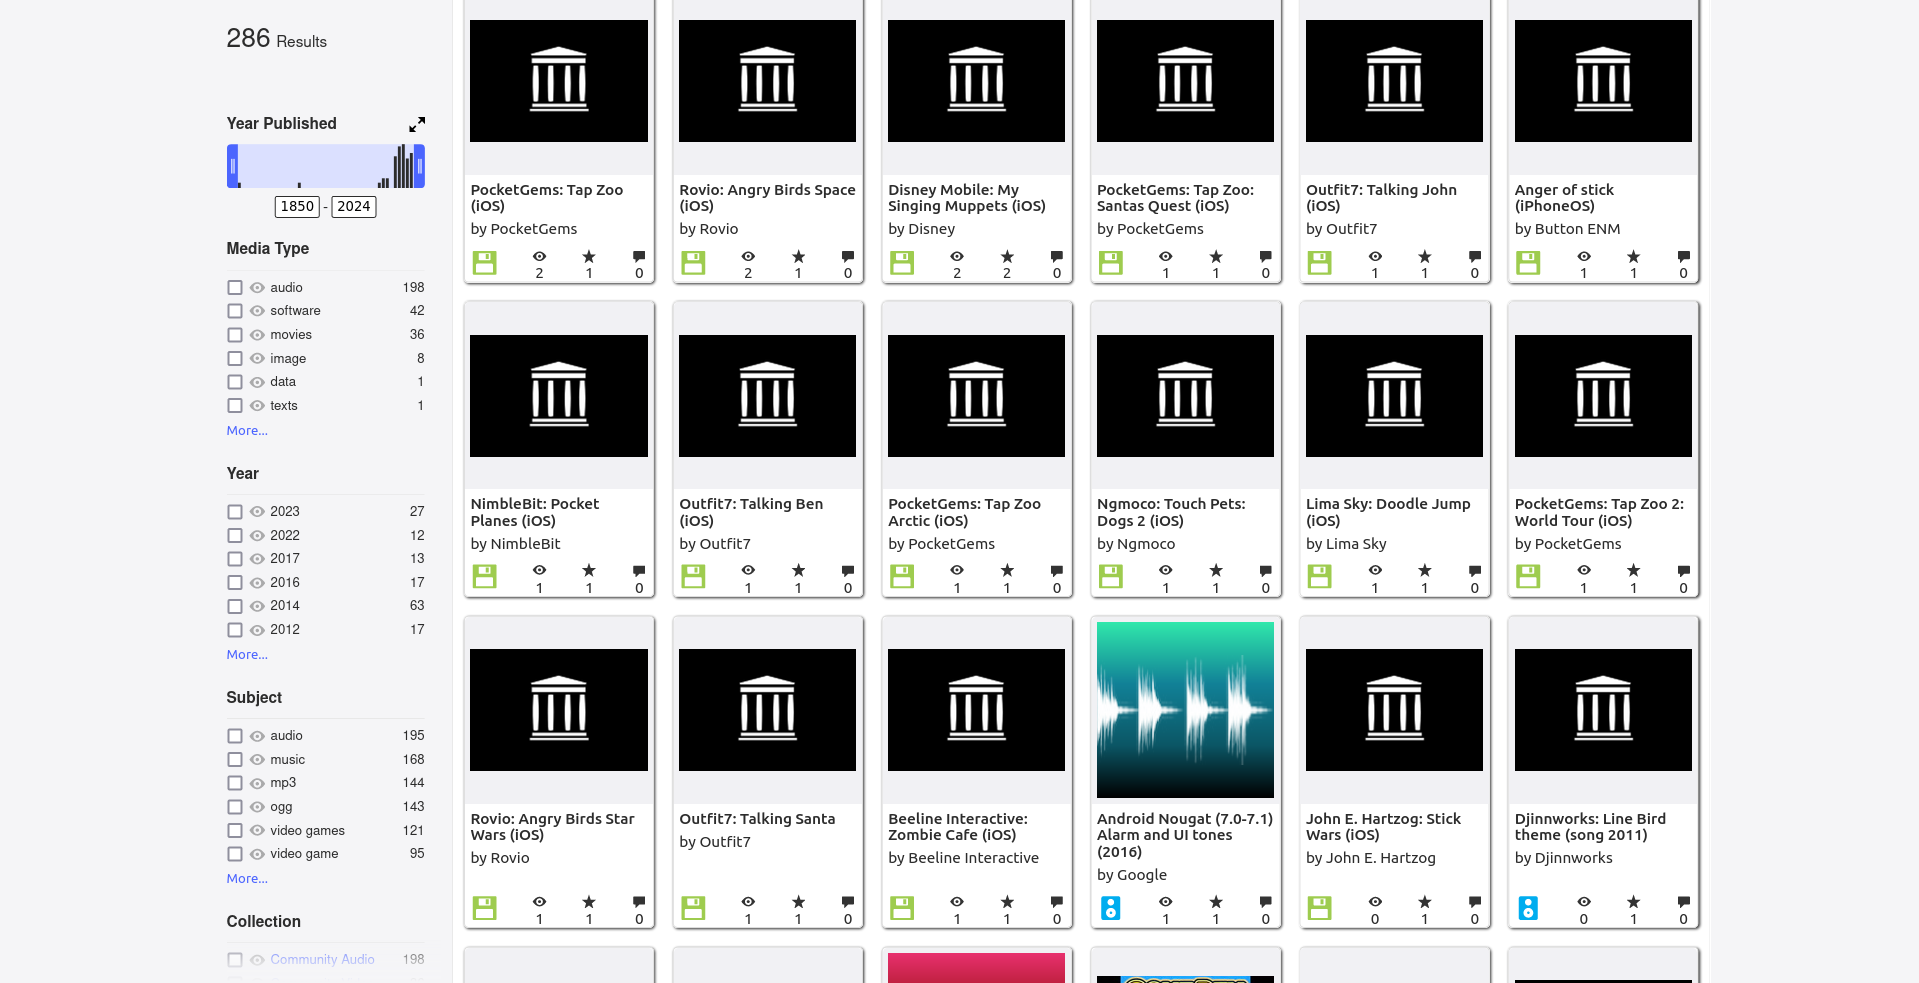 286 Results
Year Published
1850 - 2024
Media Type
audio 198
software 42
movies 36
image 8
data 1
texts 1
More...
Year
2023 27
2022 12
2017 13
2016 17
2014 63
2012 17
More...
Subject
audio 195
music 168
mp3 144
ogg 143
video games 121
video game 95
More...
Collection
Community Audio 198
PocketGems: Tap Zoo
(iOS)
by PocketGems
2 1 0
Rovio: Angry Birds Space
(iOS)
by Rovio
2 1 0
Disney Mobile: My
Singing Muppets (iOS)
by Disney
2 2 0
PocketGems: Tap Zoo:
Santas Quest (iOS)
by PocketGems
1 1 0
Outfit7: Talking John
(iOS)
by Outfit7
1 1 0
Anger of stick
(iPhoneOS)
by Button ENM
1 1 0
NimbleBit: Pocket
Planes (iOS)
by NimbleBit
1 1 0
Outfit7: Talking Ben
(iOS)
by Outfit7
1 1 0
PocketGems: Tap Zoo
Arctic (iOS)
by PocketGems
1 1 0
Ngmoco: Touch Pets:
Dogs 2 (iOS)
by Ngmoco
1 1 0
Lima Sky: Doodle Jump
(iOS)
by Lima Sky
1 1 0
PocketGems: Tap Zoo 2:
World Tour (iOS)
by PocketGems
1 1 0
Rovio: Angry Birds Star
Wars (iOS)
by Rovio
1 1 0
Outfit7: Talking Santa
by Outfit7
1 1 0
Beeline Interactive:
Zombie Cafe (iOS)
by Beeline Interactive
1 1 0
Android Nougat (7.0-7.1)
Alarm and UI tones
(2016)
by Google
1 1 0
John E. Hartzog: Stick
Wars (iOS)
by John E. Hartzog
0 1 0
Djinnworks: Line Bird
theme (song 2011)
by Djinnworks
0 1 0